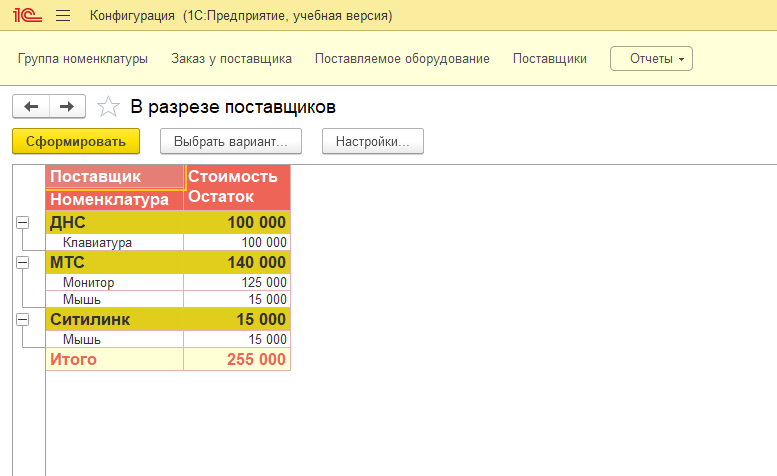 1С Конфигурация (1С:Предприятие, учебная версия)
Группа номенклатуры Заказ у поставщика Поставляемое оборудование Поставщики Отчеты
В разрезе поставщиков
Сформировать Выбрать вариант... Настройки...
Поставщик Стоимость
Номенклатура Остаток
ДНС 100 000
Клавиатура 100 000
МТС 140 000
Монитор 125 000
Мышь 15 000
Ситилинк 15 000
Мышь 15 000
Итого 255 000